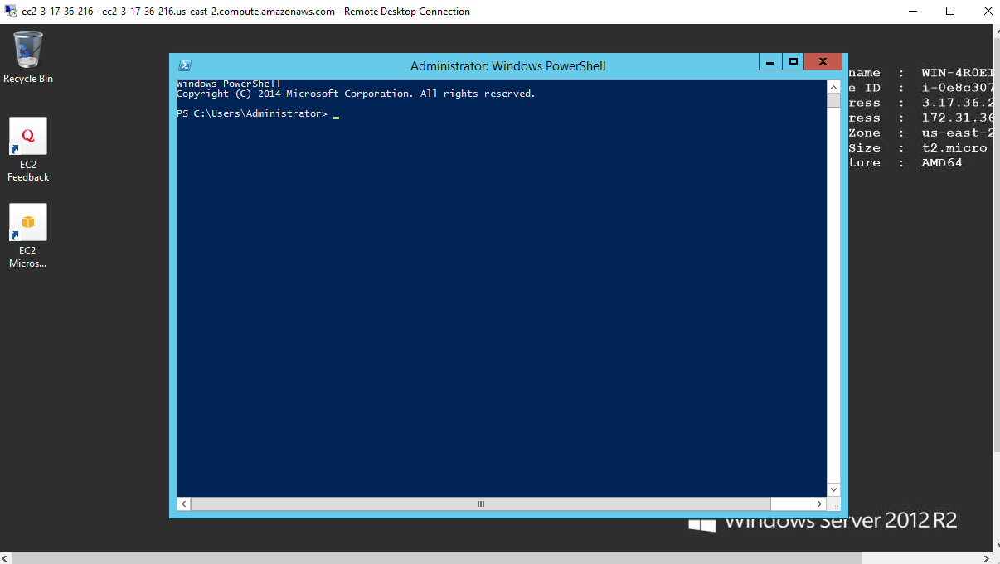 ec2-3-17-36-216 - ec2-3-17-36-216.us-east-2.compute.amazonaws.com - Remote Desktop Connection
Recycle Bin
EC2
Feedback
EC2
Micros...
Administrator: Windows PowerShell
Windows PowerShell
Copyright (C) 2014 Microsoft Corporation. All rights reserved.
PS C:\Users\Administrator>
name : WIN-4R0EI
e ID : i-0e8c307
ress : 3.17.36.2
ress : 172.31.36
Zone : us-east-2
Size : t2.micro
ture : AMD64
Windows Server 2012 R2